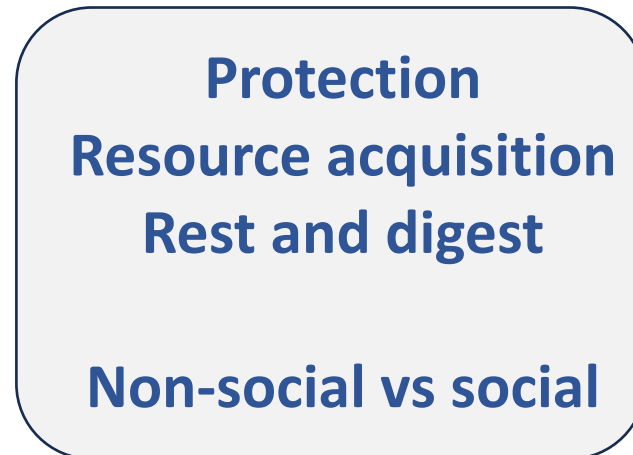 Protection
Resource acquisition
Rest and digest
Non-social vs social